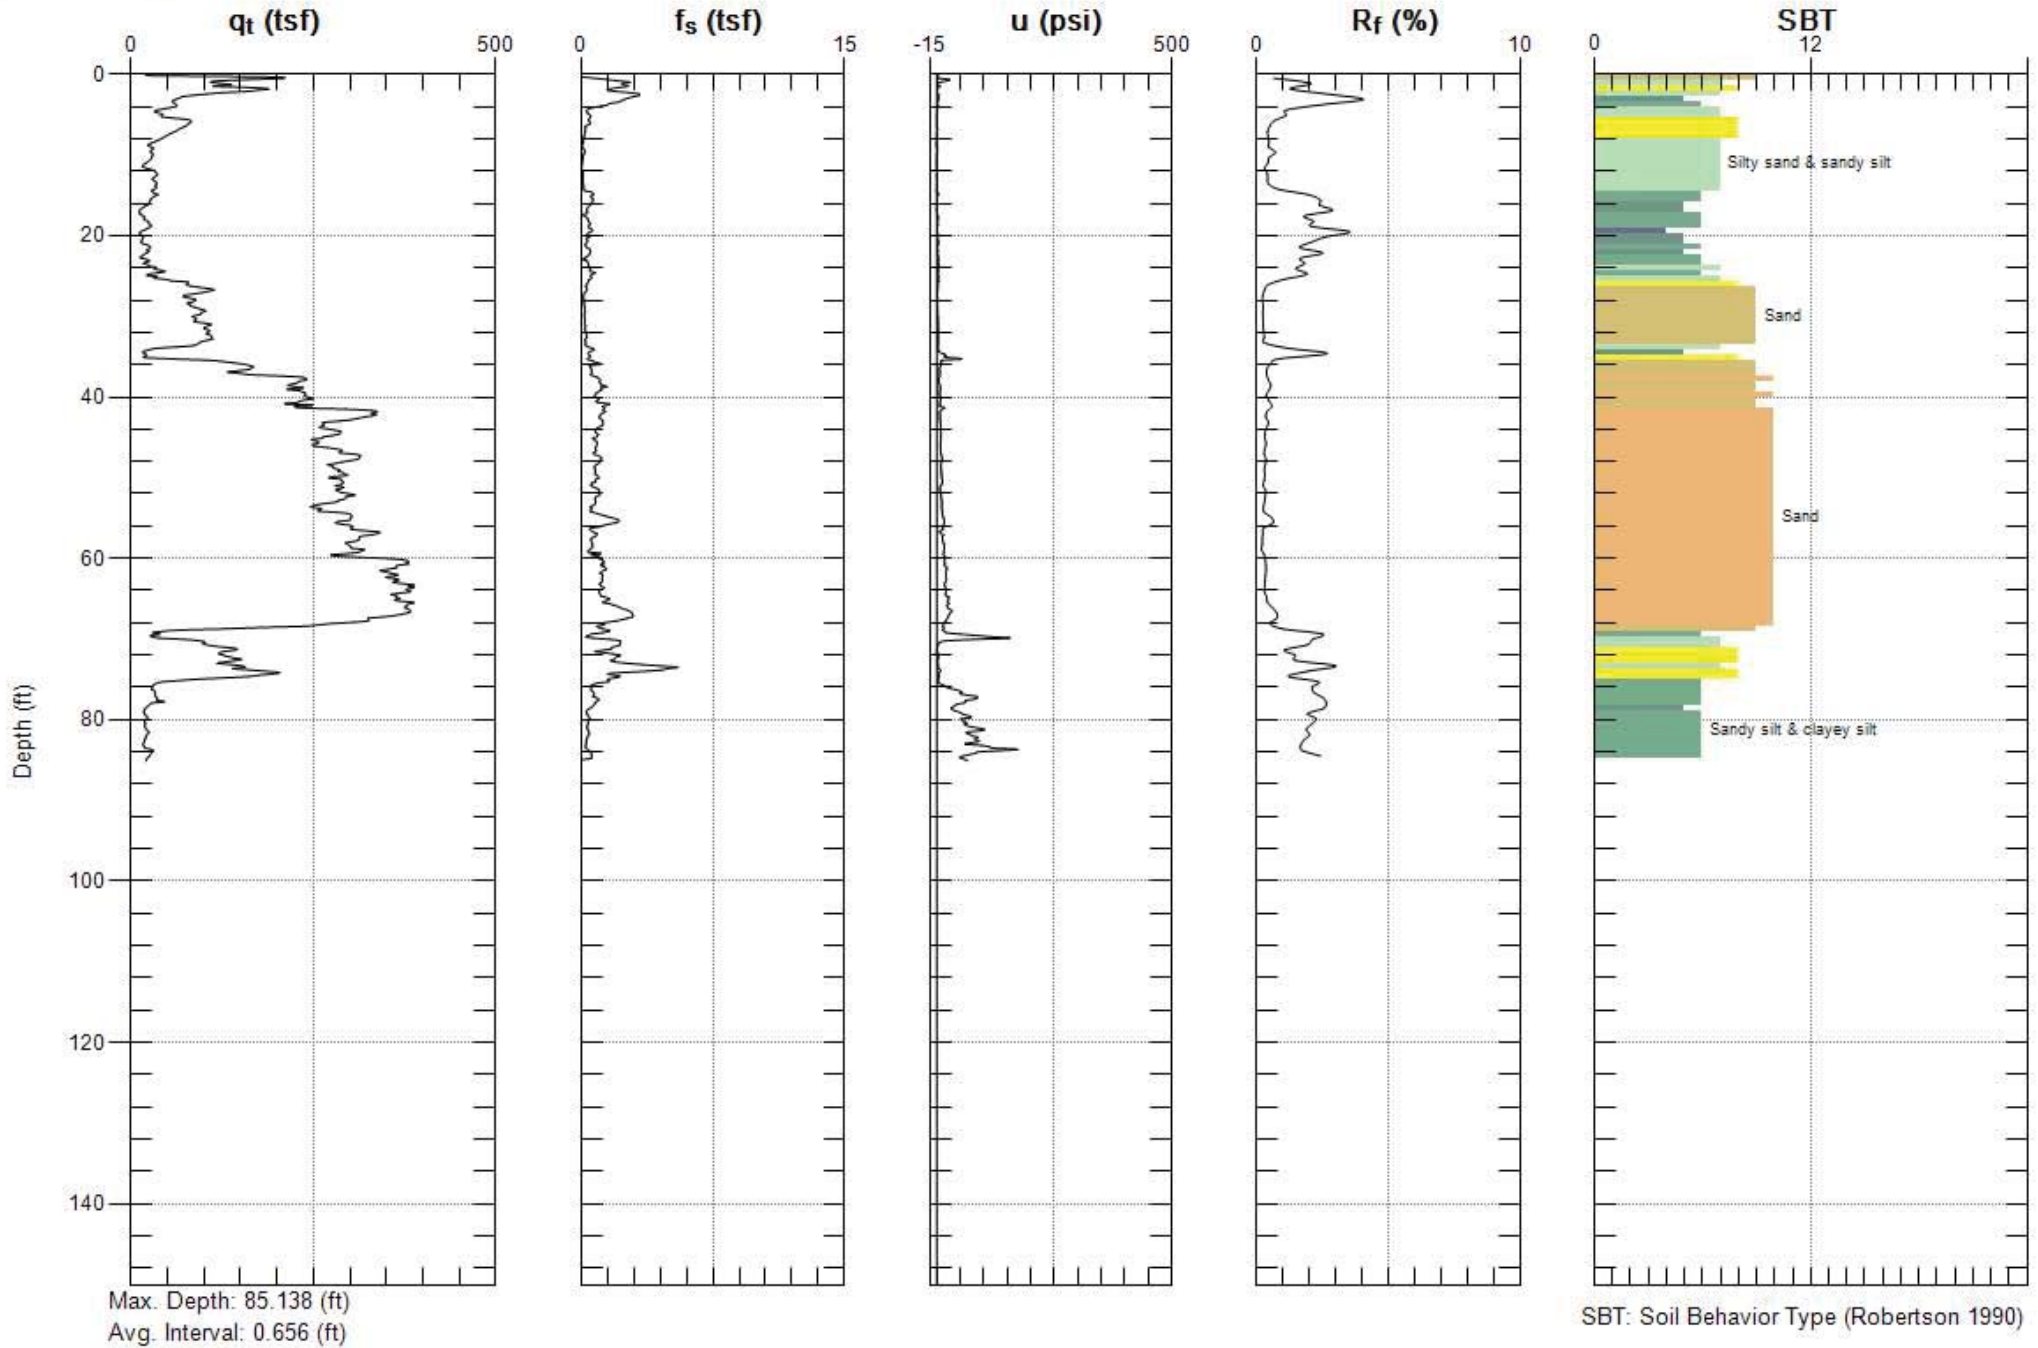 qt (tsf) fs (tsf) u (psi) Rf (%) SBT
0 500 0 15 -15 500 0 10 0 12
0
Silty sand & sandy silt
20
Sand
40
Sand
60
80
Sandy silt & clayey silt
Depth (ft)
100
120
140
Max. Depth: 85.138 (ft)
Avg. Interval: 0.656 (ft)
SBT: Soil Behavior Type (Robertson 1990)